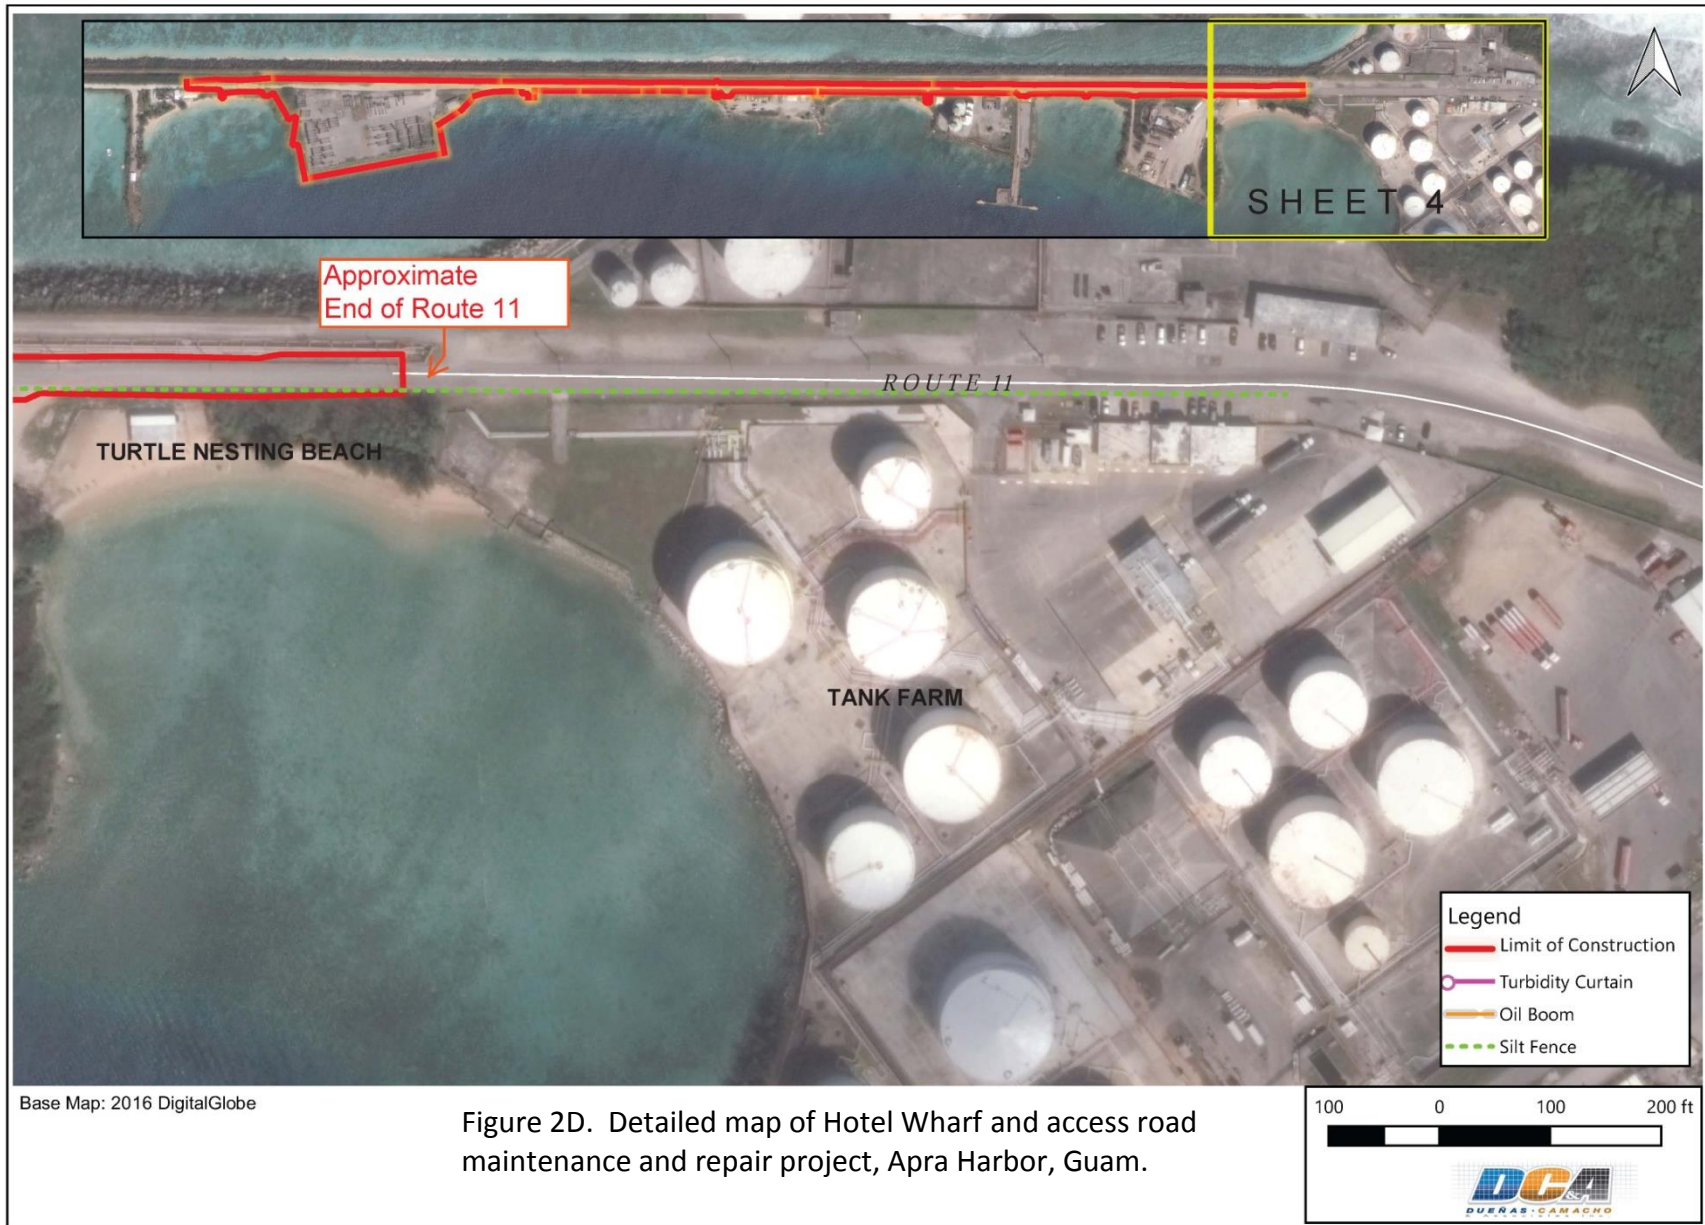 SHEET 4
Approximate
End of Route 11
ROUTE 11
TURTLE NESTING BEACH
TANK FARM
Legend
Limit of Construction
Turbidity Curtain
Oil Boom
Silt Fence
Base Map: 2016 DigitalGlobe
Figure 2D. Detailed map of Hotel Wharf and access road
maintenance and repair project, Apra Harbor, Guam.
100 0 100 200 ft
DC&A
DUEÑAS · CAMACHO